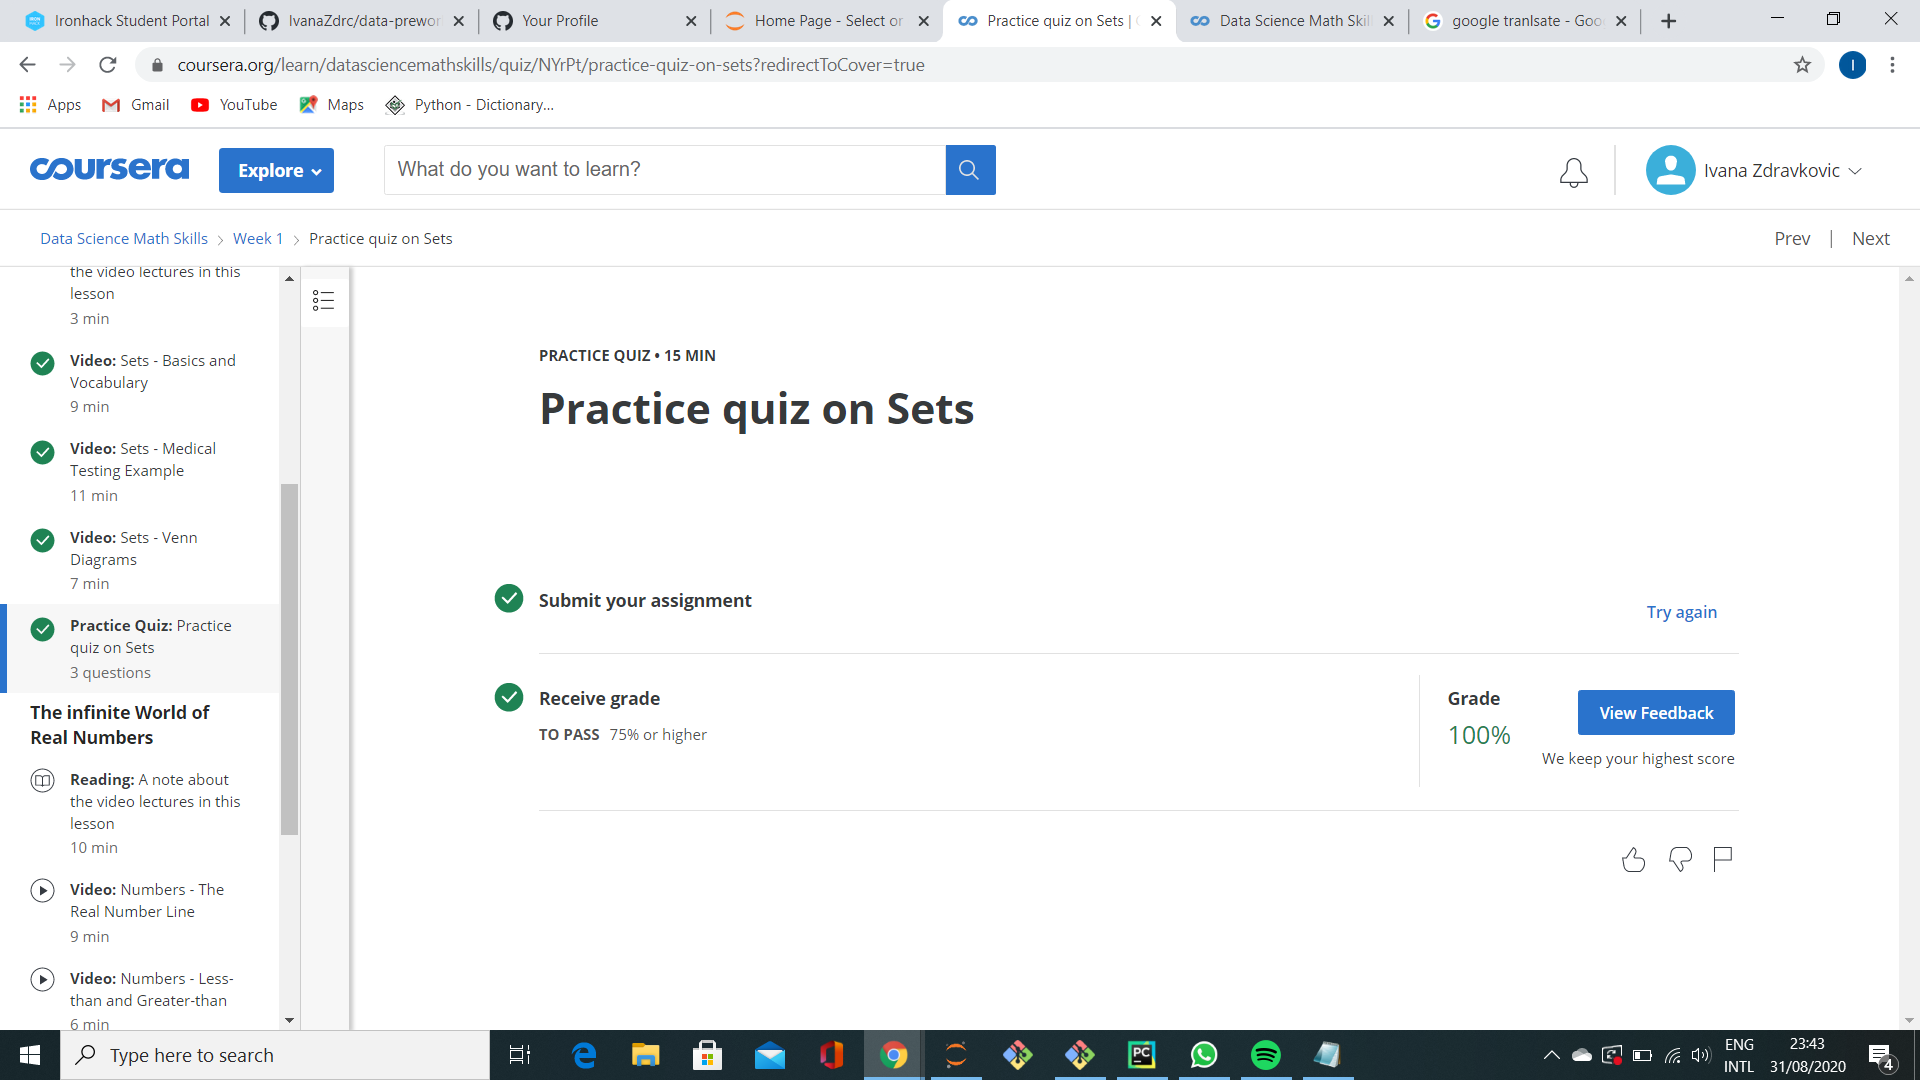 Ironhack Student Portal
IvanaZdrc/data-prewor
Your Profile
Home Page - Select or
Practice quiz on Sets | C
Data Science Math Skil
google tranlsate - Goo
coursera.org/learn/datasciencemathskills/quiz/NYrPt/practice-quiz-on-sets?redirectToCover=true
I
Apps
Gmail
YouTube
Maps
Python - Dictionary...
coursera
Explore
What do you want to learn?
Ivana Zdravkovic
Data Science Math Skills
Week 1
Practice quiz on Sets
Prev
Next
the video lectures in this
lesson
3 min
Video: Sets - Basics and
Vocabulary
9 min
Video: Sets - Medical
Testing Example
11 min
Video: Sets - Venn
Diagrams
7 min
Practice Quiz: Practice
quiz on Sets
3 questions
The infinite World of
Real Numbers
Reading: A note about
the video lectures in this
lesson
10 min
Video: Numbers - The
Real Number Line
9 min
Video: Numbers - Less-
than and Greater-than
6 min
PRACTICE QUIZ • 15 MIN
Practice quiz on Sets
Submit your assignment
Try again
Receive grade
TO PASS 75% or higher
Grade
100%
View Feedback
We keep your highest score
Type here to search
PC
ENG
INTL
23:43
31/08/2020
4